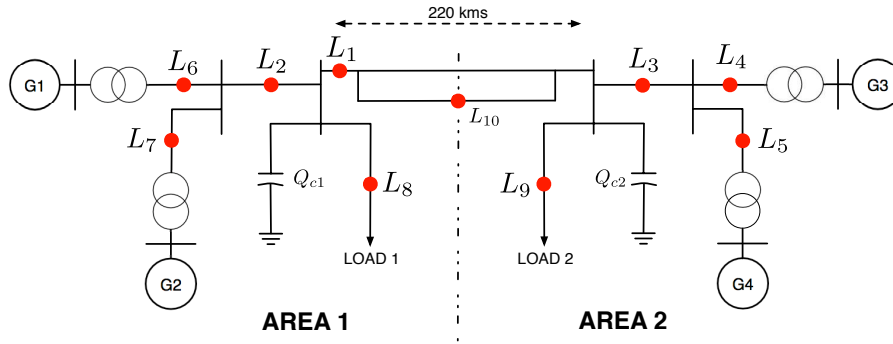 220 kms
L1
L6
L2
L3
L4
G1
G3
L10
L7
L5
Qc1
L8
L9
Qc2
LOAD 1
LOAD 2
G2
G4
AREA 1
AREA 2